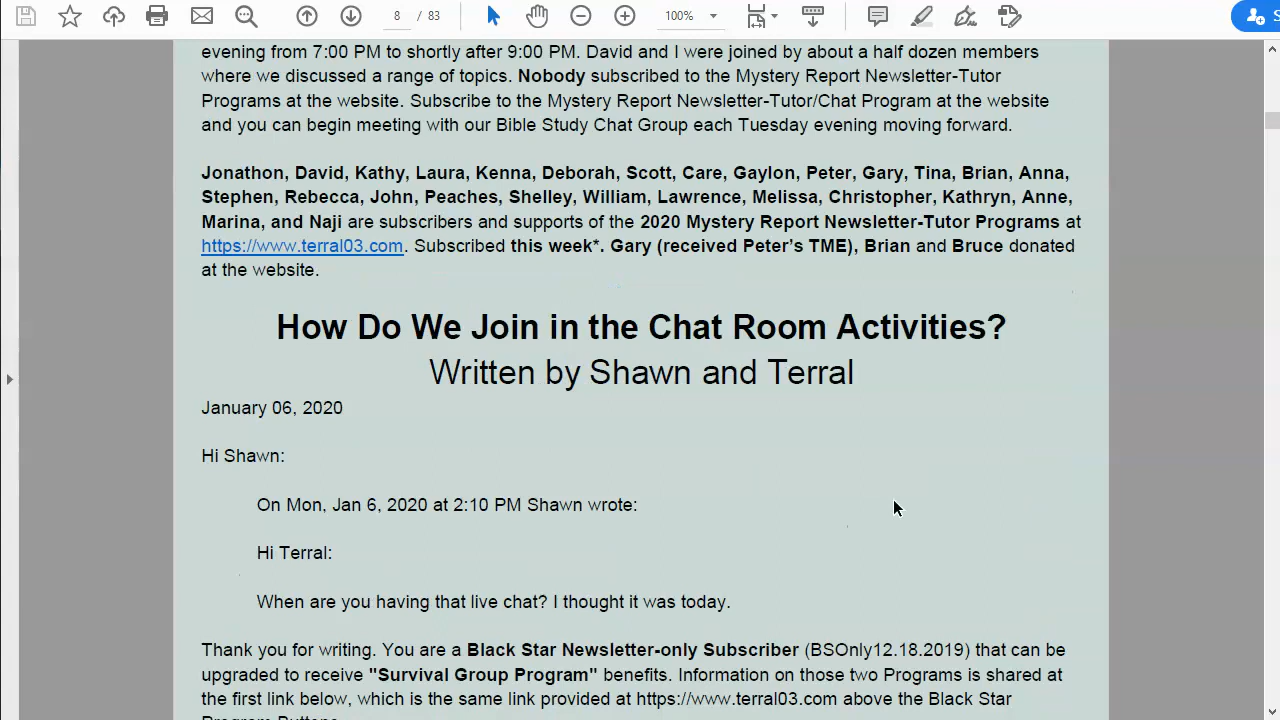 8 / 83
100%
S
evening from 7:00 PM to shortly after 9:00 PM. David and I were joined by about a half dozen members
where we discussed a range of topics. Nobody subscribed to the Mystery Report Newsletter-Tutor
Programs at the website. Subscribe to the Mystery Report Newsletter-Tutor/Chat Program at the website
and you can begin meeting with our Bible Study Chat Group each Tuesday evening moving forward.
Jonathon, David, Kathy, Laura, Kenna, Deborah, Scott, Care, Gaylon, Peter, Gary, Tina, Brian, Anna,
Stephen, Rebecca, John, Peaches, Shelley, William, Lawrence, Melissa, Christopher, Kathryn, Anne,
Marina, and Naji are subscribers and supports of the 2020 Mystery Report Newsletter-Tutor Programs at
https://www.terral03.com. Subscribed this week*. Gary (received Peter's TME), Brian and Bruce donated
at the website.
How Do We Join in the Chat Room Activities?
Written by Shawn and Terral
January 06, 2020
Hi Shawn:
On Mon, Jan 6, 2020 at 2:10 PM Shawn wrote:
Hi Terral:
When are you having that live chat? I thought it was today.
Thank you for writing. You are a Black Star Newsletter-only Subscriber (BSOnly12.18.2019) that can be
upgraded to receive "Survival Group Program" benefits. Information on those two Programs is shared at
the first link below, which is the same link provided at https://www.terral03.com above the Black Star
Program Buttons.